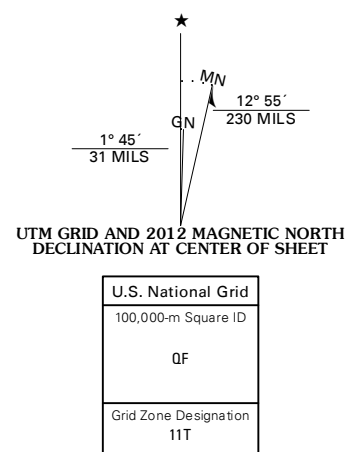 MN
GN
12° 55´
230 MILS
1° 45´
31 MILS
UTM GRID AND 2012 MAGNETIC NORTH
DECLINATION AT CENTER OF SHEET
U.S. National Grid
100,000-m Square ID
QF
Grid Zone Designation
11T